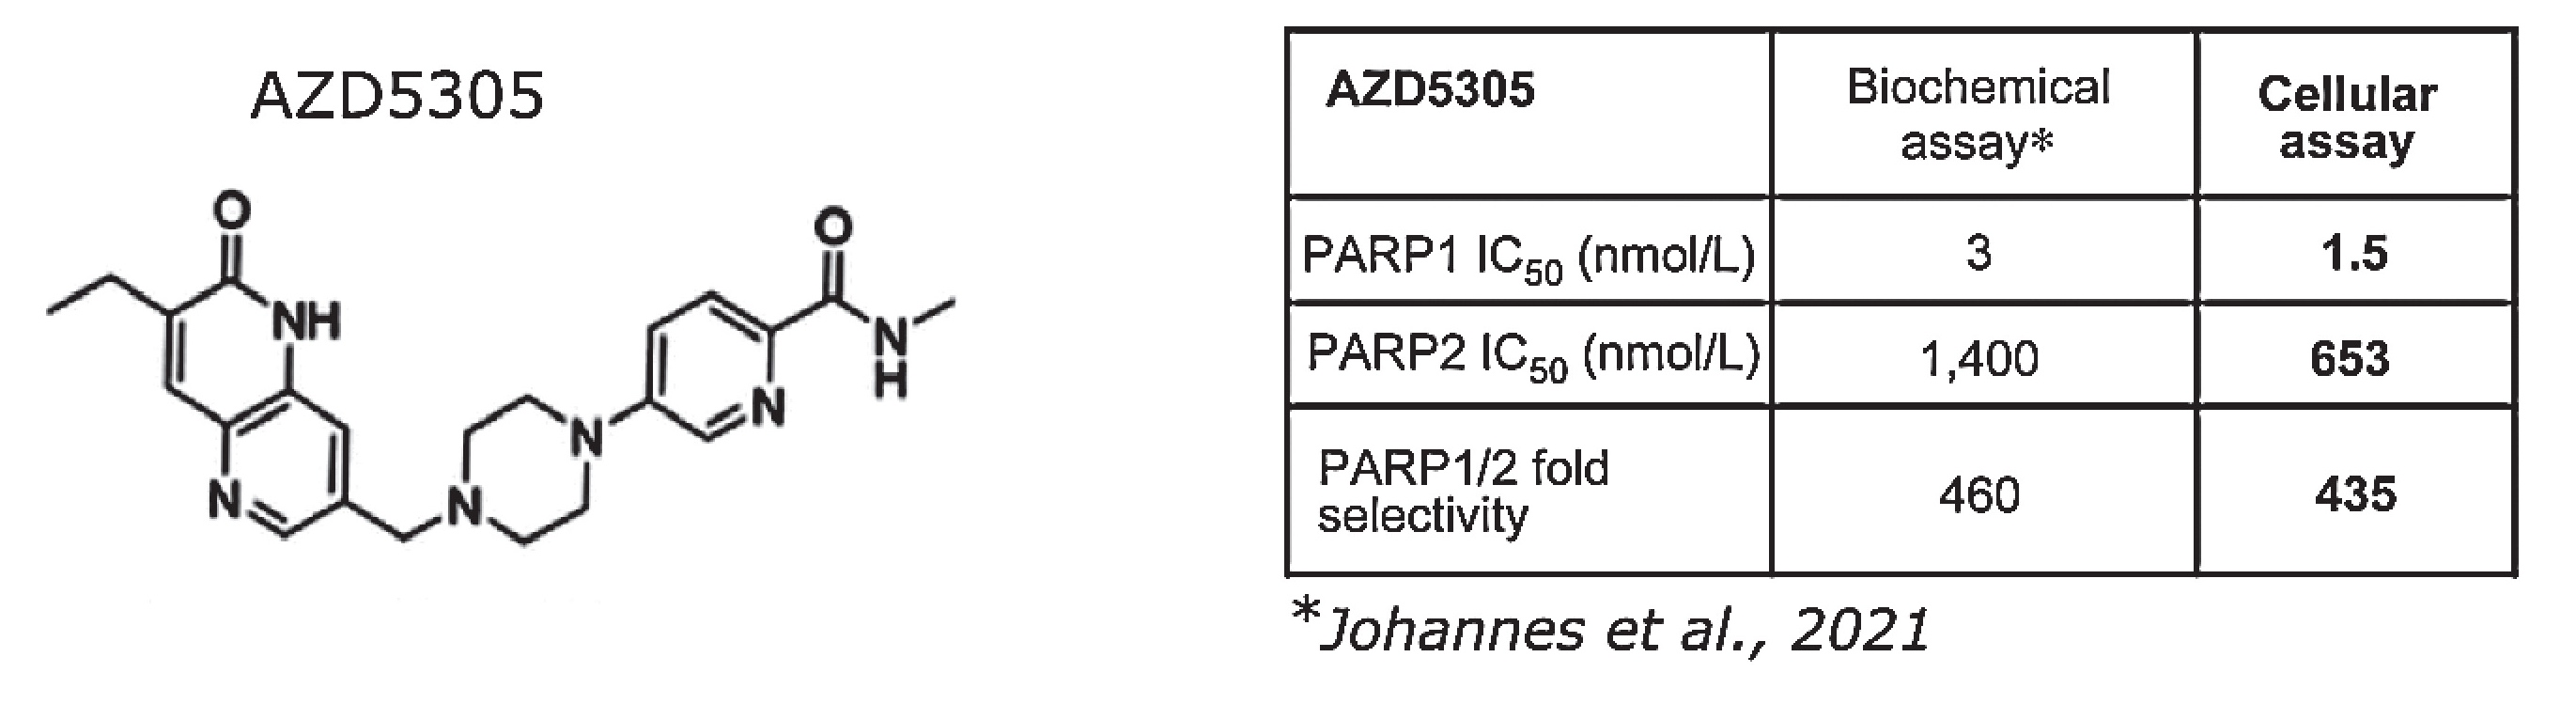 AZD5305
O
NH
N
N
N
N
O
N
H
AZD5305
Biochemical
assay*
Cellular
assay
PARP1 IC50 (nmol/L)
3
1.5
PARP2 IC50 (nmol/L)
1,400
653
PARP1/2 fold
selectivity
460
435
*Johannes et al., 2021